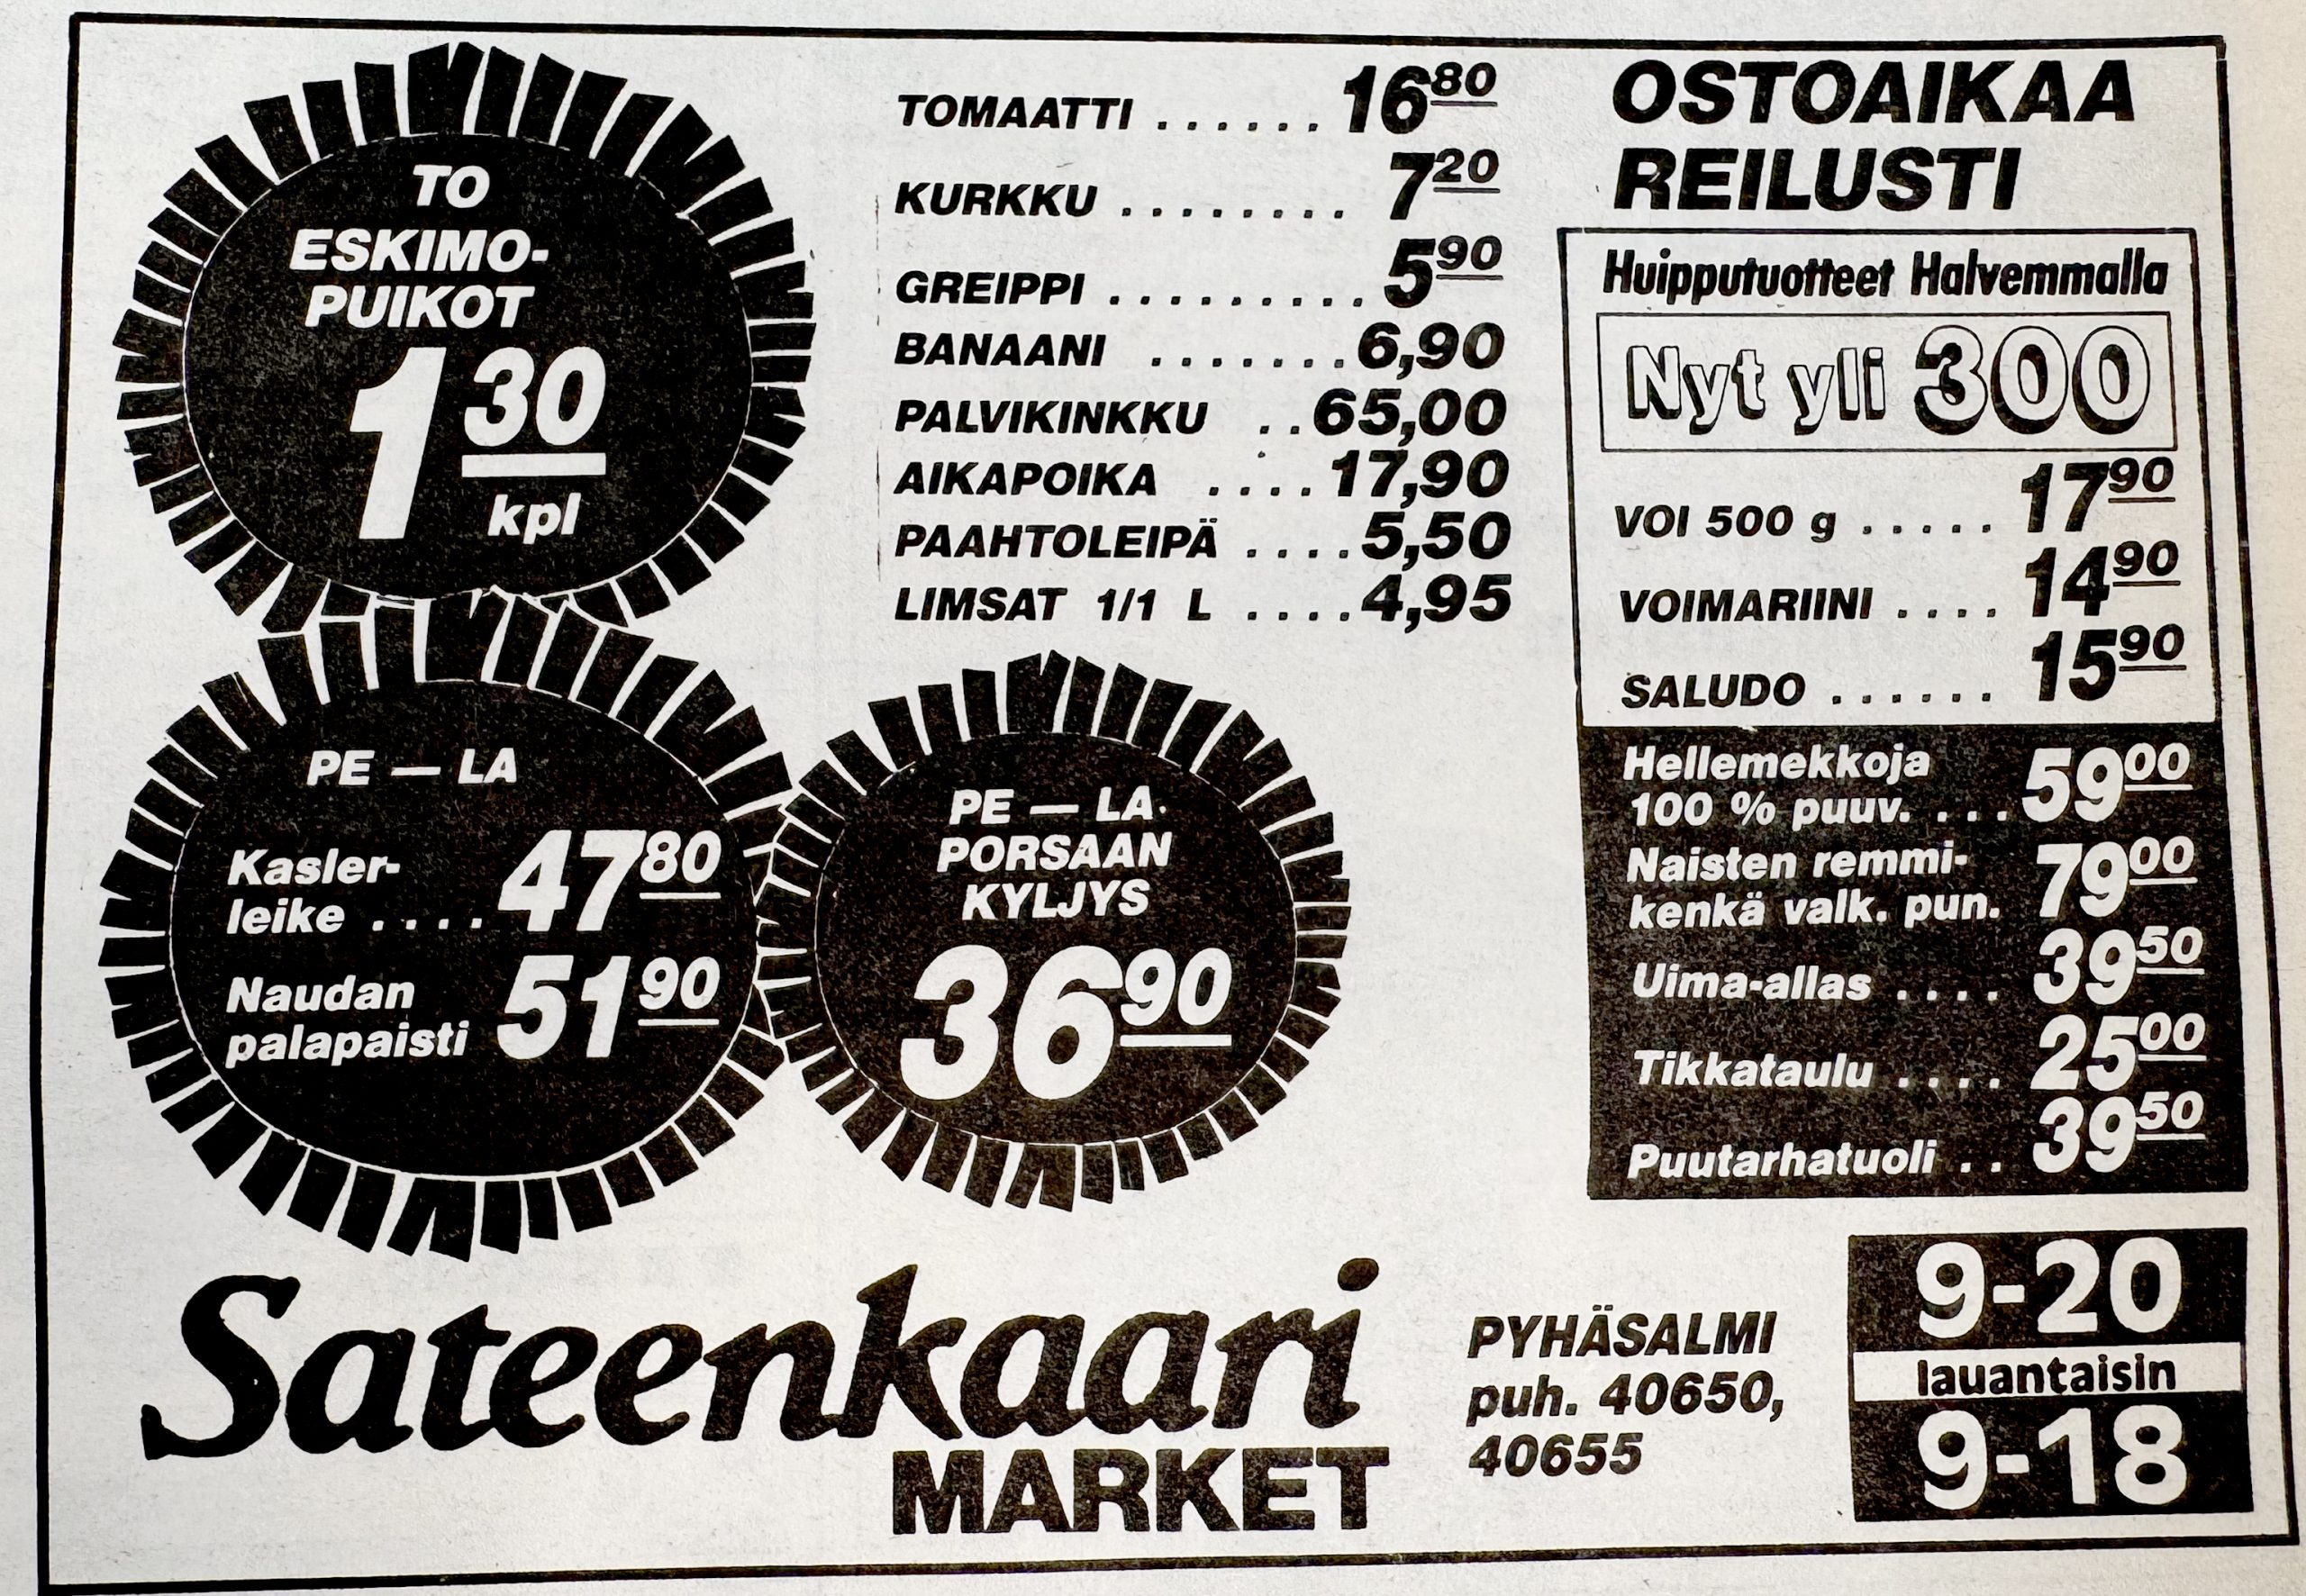 TO
ESKIMO-
PUIKOT
1 30
kpl
TOMAATTI ...... 16 80
KURKKU ........ 7 20
GREIPPI ......... 5 90
BANAANI ....... 6,90
PALVIKINKKU .. 65,00
AIKAPOIKA .... 17,90
PAAHTOLEIPÄ .... 5,50
LIMSAT 1/1 L .... 4,95
OSTOAIKAA
REILUSTI
Huipputuotteet Halvemmalla
Nyt yli 300
VOI 500 g ..... 17 90
VOIMARIINI .... 14 90
SALUDO ...... 15 90
Hellemekkoja
100 % puuv. .... 59 00
Naisten remmi-
kenkä valk. pun. 79 00
Uima-allas .... 39 50
Tikkataulu .... 25 00
Puutarhatuoli .. 39 50
PE — LA
Kasler-
leike .... 47 80
Naudan
palapaisti 51 90
PE — LA
PORSAAN
KYLJYS
36 90
Sateenkaari
MARKET
PYHÄSALMI
puh. 40650,
40655
9-20
lauantaisin
9-18